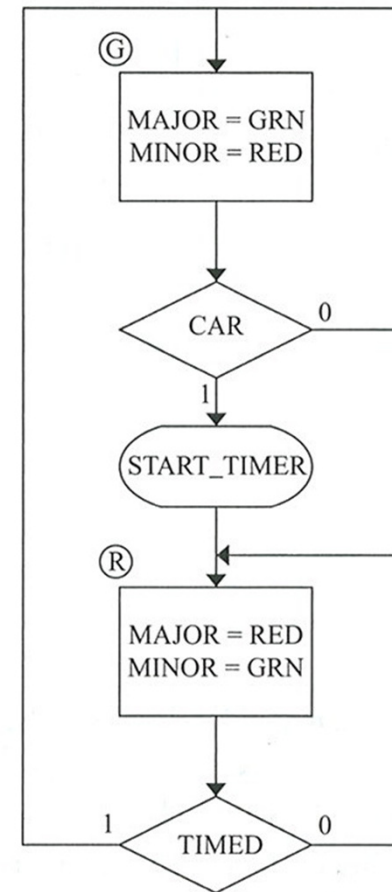 G
MAJOR = GRN
MINOR = RED
CAR
0
1
START_TIMER
R
MAJOR = RED
MINOR = GRN
1
TIMED
0